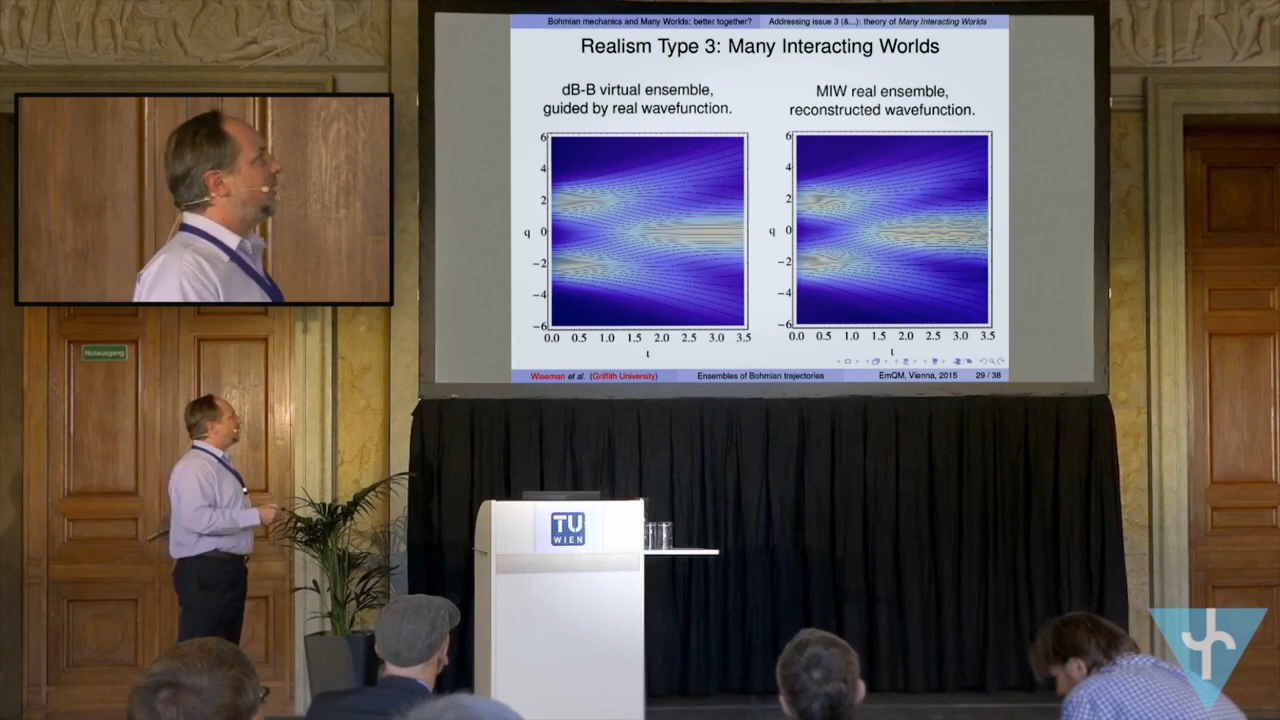 Bohmian mechanics and Many Worlds: better together?
Addressing issue 3 (&...): theory of Many Interacting Worlds
Realism Type 3: Many Interacting Worlds
dB-B virtual ensemble,
guided by real wavefunction.
MIW real ensemble,
reconstructed wavefunction.
6
4
2
q 0
−2
−4
−6
0.0 0.5 1.0 1.5 2.0 2.5 3.0 3.5
t
6
4
2
q 0
−2
−4
−6
0.0 0.5 1.0 1.5 2.0 2.5 3.0 3.5
t
Wiseman et al. (Griffith University)
Ensembles of Bohmian trajectories
EmQM, Vienna, 2015
29 / 38
Notausgang
TU
WIEN